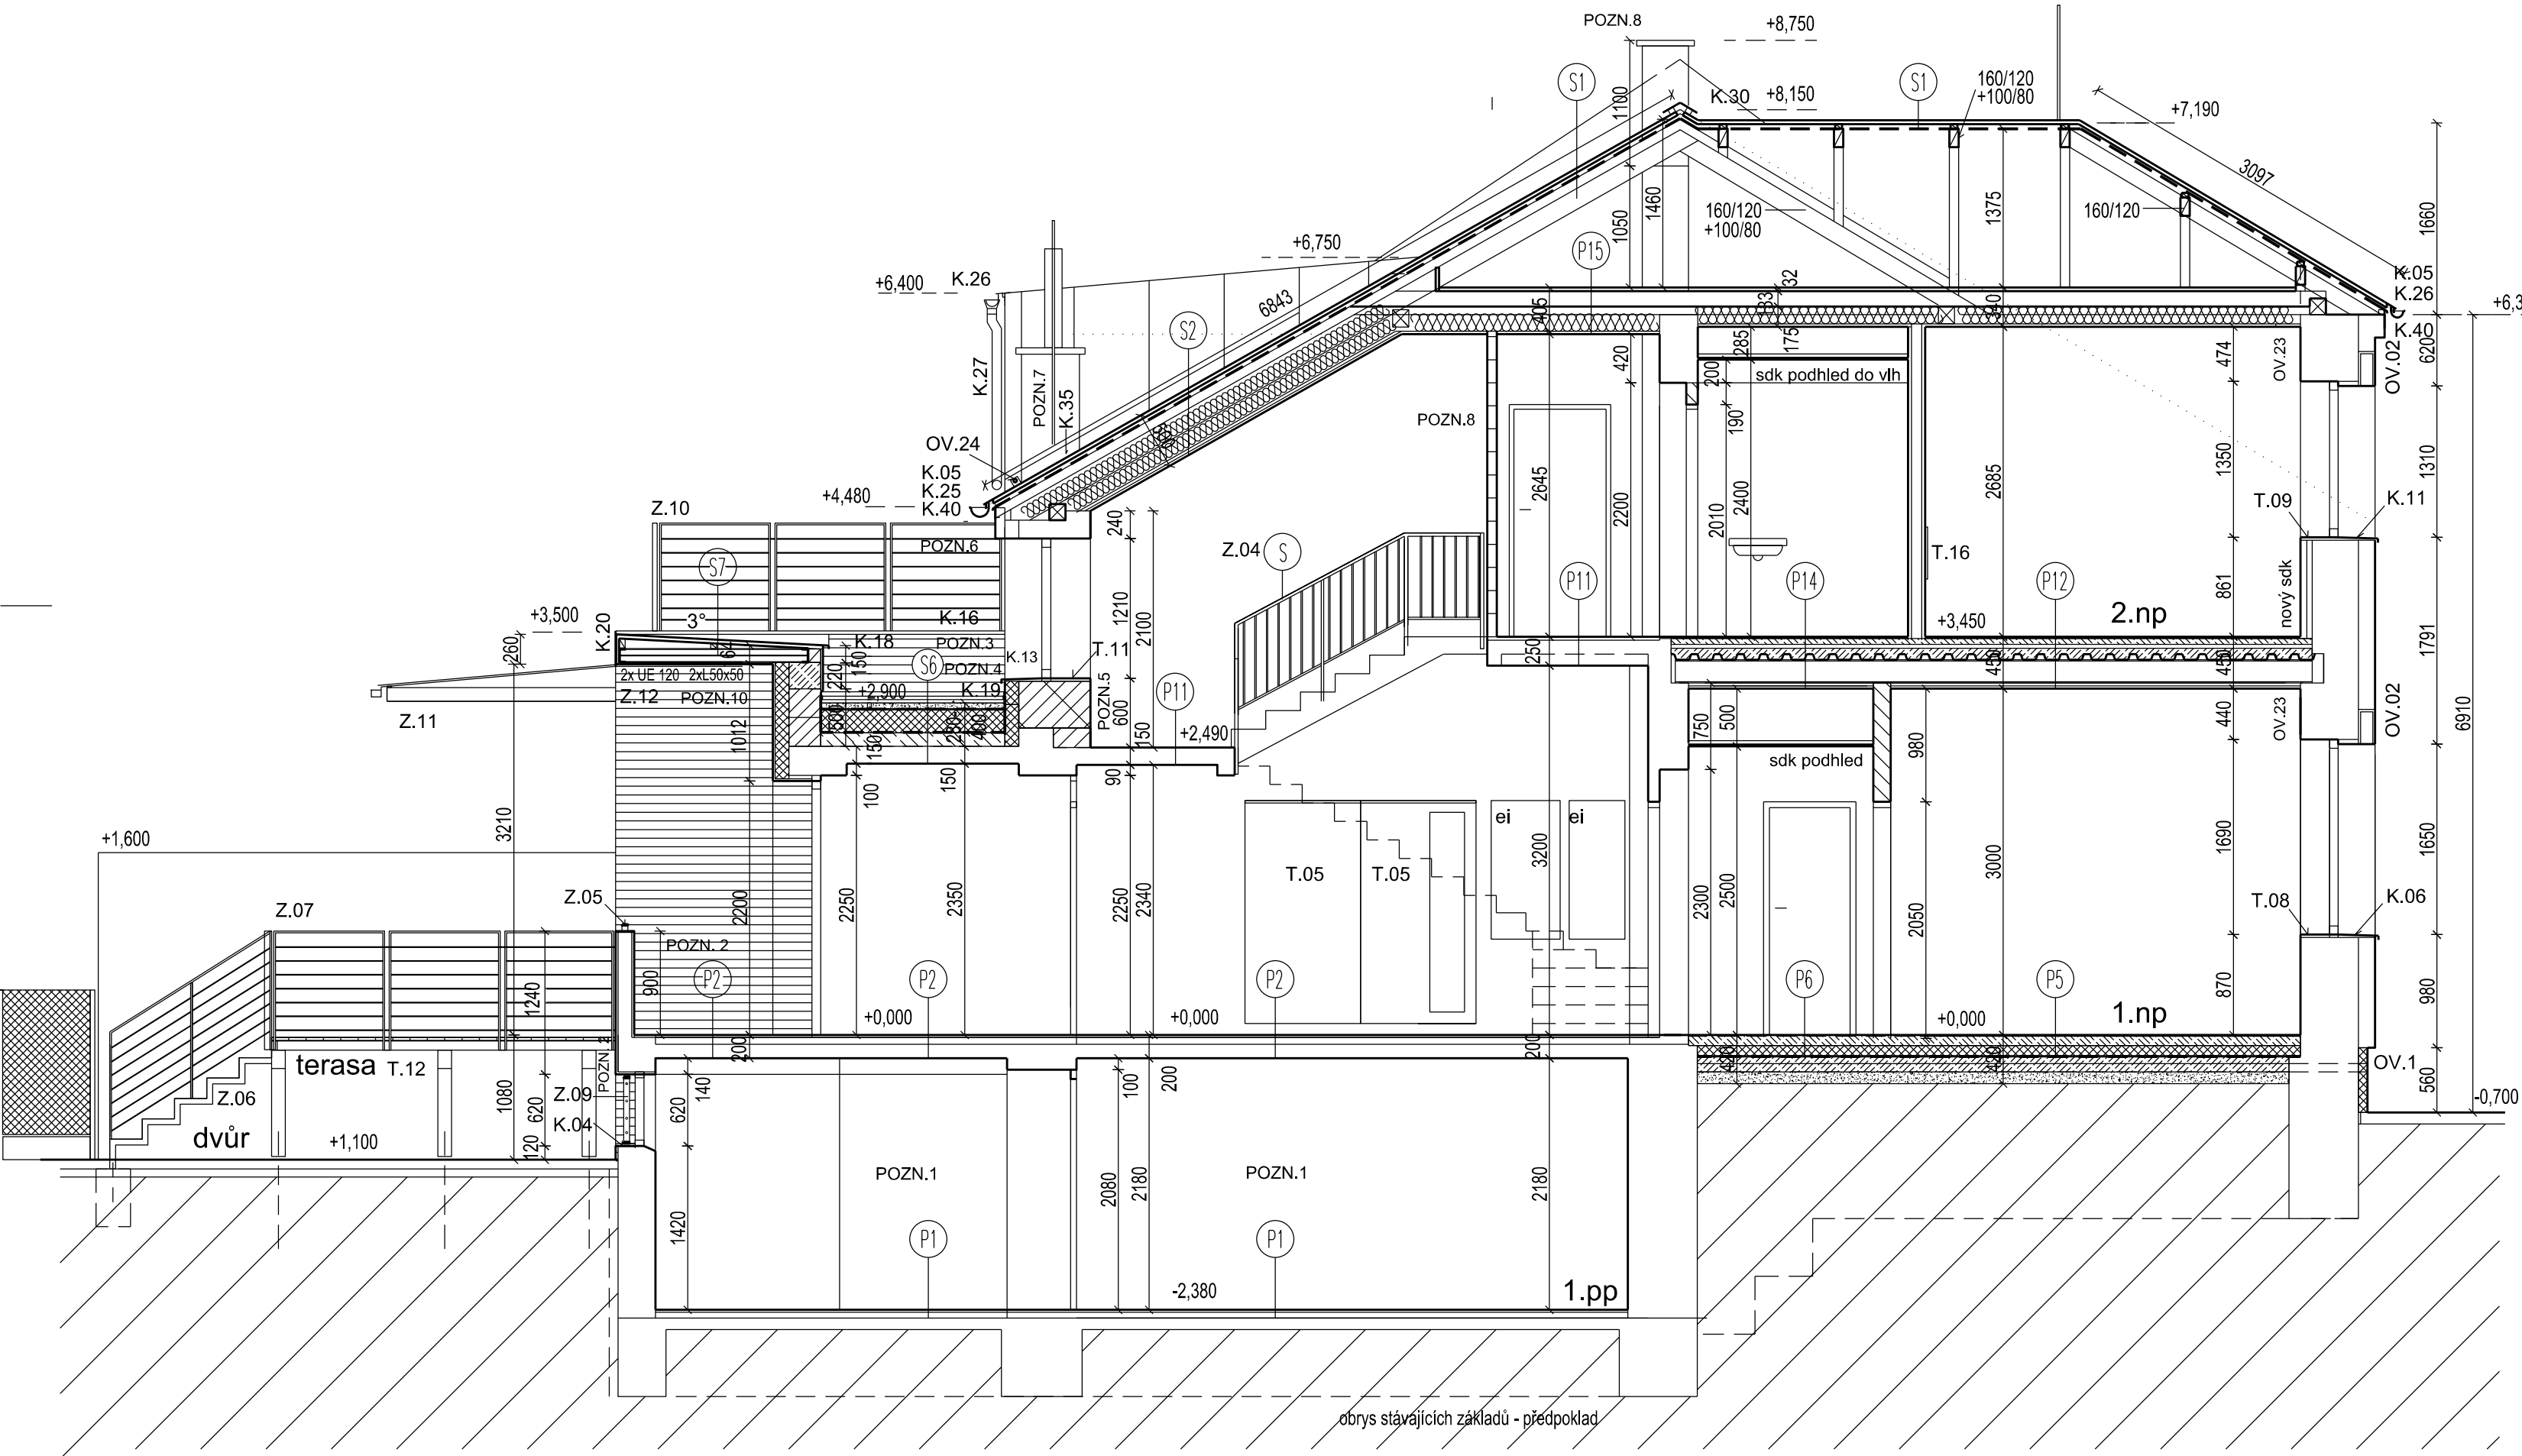 POZN.8
+8,750
S1
K.30
+8,150
S1
160/120
+100/80
+7,190
1100
3097
1460
1050
160/120
+100/80
1375
160/120
1660
+6,750
P15
32
+6,400
K.26
6843
405
133
340
K.05
K.26
K.40
S2
K.27
POZN.7
K.35
420
285
175
200
sdk podhled do vlh
474
OV.23
OV.02
620
POZN.8
190
OV.24
K.05
K.25
K.40
+4,480
2645
2200
2010
2400
2685
1350
1310
T.09
K.11
Z.10
POZN.6
S7
240
Z.04
S
T.16
P11
P14
P12
1210
2100
861
nový sdk
+3,450
2.np
+3,500
260
K.20
3°
64
K.16
K.18
POZN.3
POZN.4
K.13
T.11
S6
150
220
250
450
450
1791
2x UE 120
2xL50x50
Z.12
POZN.10
+2,900
K.19
P11
POZN.5
600
150
+2,490
Z.11
1012
150
400
150
100
90
750
500
980
440
OV.23
OV.02
6910
sdk podhled
ei
ei
3210
+1,600
T.05
T.05
3200
3000
1690
1650
2200
2250
2350
2250
2340
2300
2500
2050
Z.05
Z.07
T.08
K.06
POZN. 2
P2
P2
P2
P6
P5
900
1240
870
980
+0,000
+0,000
+0,000
1.np
200
200
420
420
terasa
T.12
1080
620
120
Z.06
Z.09
K.04
140
620
100
200
OV.1
560
-0,700
dvůr
+1,100
POZN.1
POZN.1
1420
2080
2180
2180
P1
P1
-2,380
1.pp
obrys stávajících základů - předpoklad